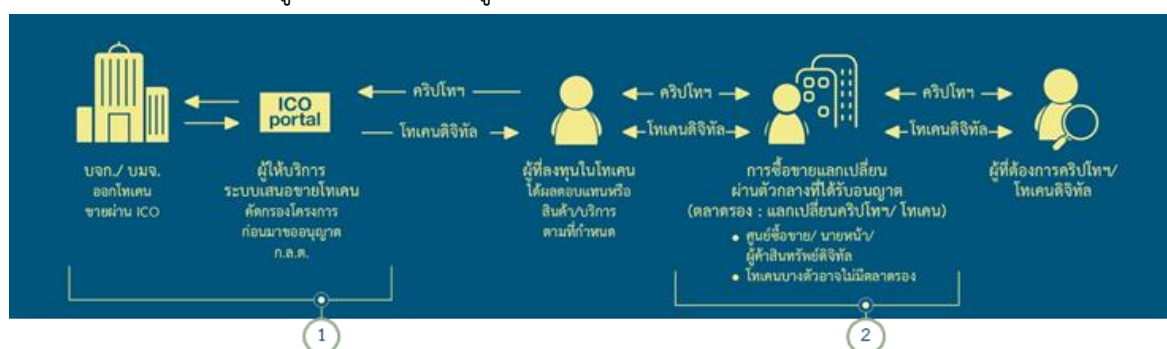 บจก./ บมจ.
ออกโทเคน
ขายผ่าน ICO
ICO
portal
ผู้ให้บริการ
ระบบเสนอขายโทเคน
คัดกรองโครงการ
ก่อนมาขออนุญาต
ก.ล.ต.
คริปโทฯ
โทเคนดิจิทัล
ผู้ที่ลงทุนในโทเคน
ได้ผลตอบแทนหรือ
สินค้า/บริการ
ตามที่กำหนด
คริปโทฯ
โทเคนดิจิทัล
การซื้อขายแลกเปลี่ยน
ผ่านตัวกลางที่ได้รับอนุญาต
(ตลาดรอง : แลกเปลี่ยนคริปโทฯ/ โทเคน)
• ศูนย์ซื้อขาย/ นายหน้า/
ผู้ค้าสินทรัพย์ดิจิทัล
• โทเคนบางตัวอาจไม่มีตลาดรอง
คริปโทฯ
โทเคนดิจิทัล
ผู้ที่ต้องการคริปโทฯ/
โทเคนดิจิทัล
1
2